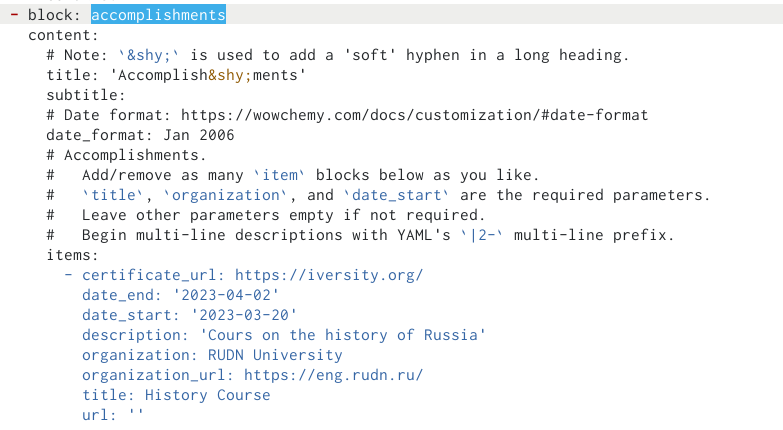 - block: accomplishments
  content:
    # Note: `&shy;` is used to add a 'soft' hyphen in a long heading.
    title: 'Accomplish&shy;ments'
    subtitle:
    # Date format: https://wowchemy.com/docs/customization/#date-format
    date_format: Jan 2006
    # Accomplishments.
    #   Add/remove as many `item` blocks below as you like.
    #   `title`, `organization`, and `date_start` are the required parameters.
    #   Leave other parameters empty if not required.
    #   Begin multi-line descriptions with YAML's `|2-` multi-line prefix.
    items:
      - certificate_url: https://iversity.org/
        date_end: '2023-04-02'
        date_start: '2023-03-20'
        description: 'Cours on the history of Russia'
        organization: RUDN University
        organization_url: https://eng.rudn.ru/
        title: History Course
        url: ''